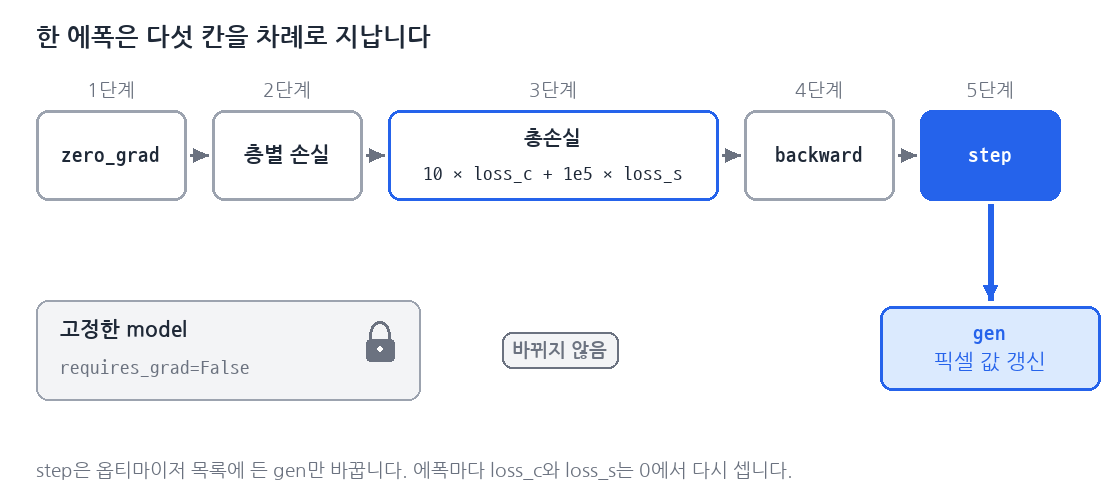 한 에폭은 다섯 칸을 차례로 지납니다
1단계
2단계
3단계
4단계
5단계
zero_grad
층별 손실
총손실
10 × loss_c + 1e5 × loss_s
backward
step
고정한 model
requires_grad=False
바뀌지 않음
gen
픽셀 값 갱신
step은 옵티마이저 목록에 든 gen만 바꿉니다. 에폭마다 loss_c와 loss_s는 0에서 다시 셉니다.